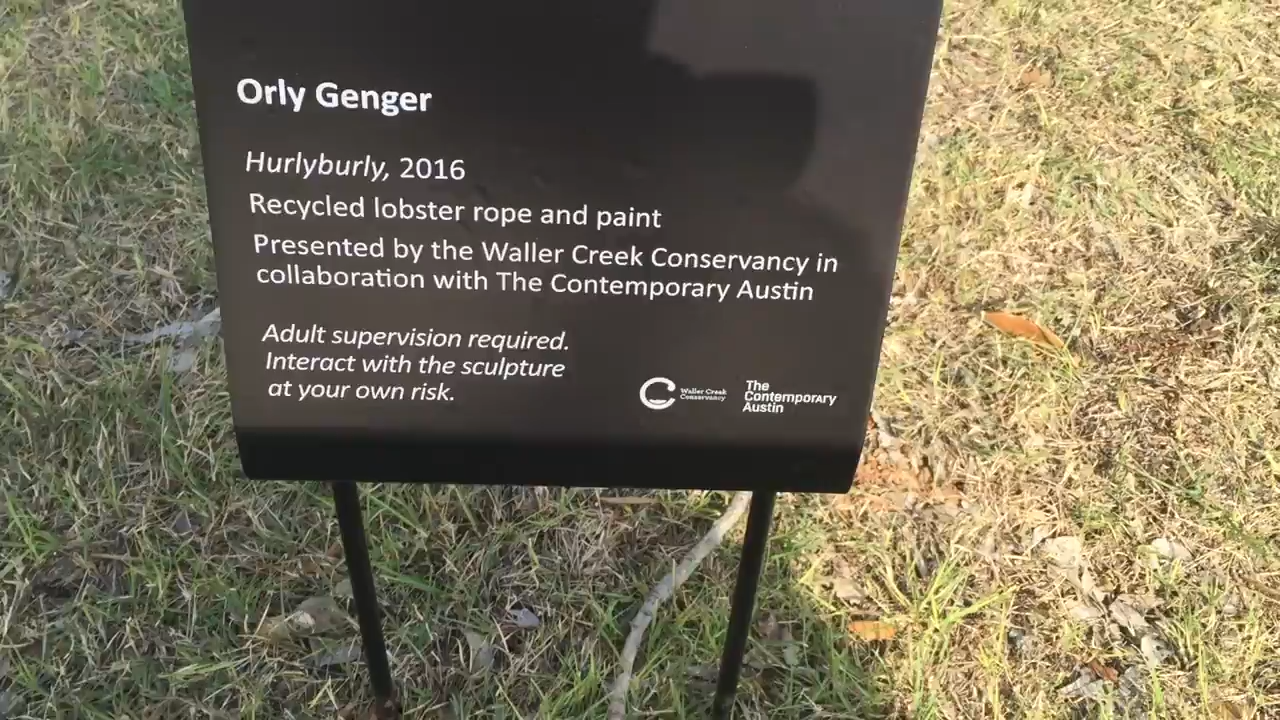 Orly Genger
Hurlyburly, 2016
Recycled lobster rope and paint
Presented by the Waller Creek Conservancy in
collaboration with The Contemporary Austin
Adult supervision required.
Interact with the sculpture
at your own risk.
Waller Creek
Conservancy
The
Contemporary
Austin